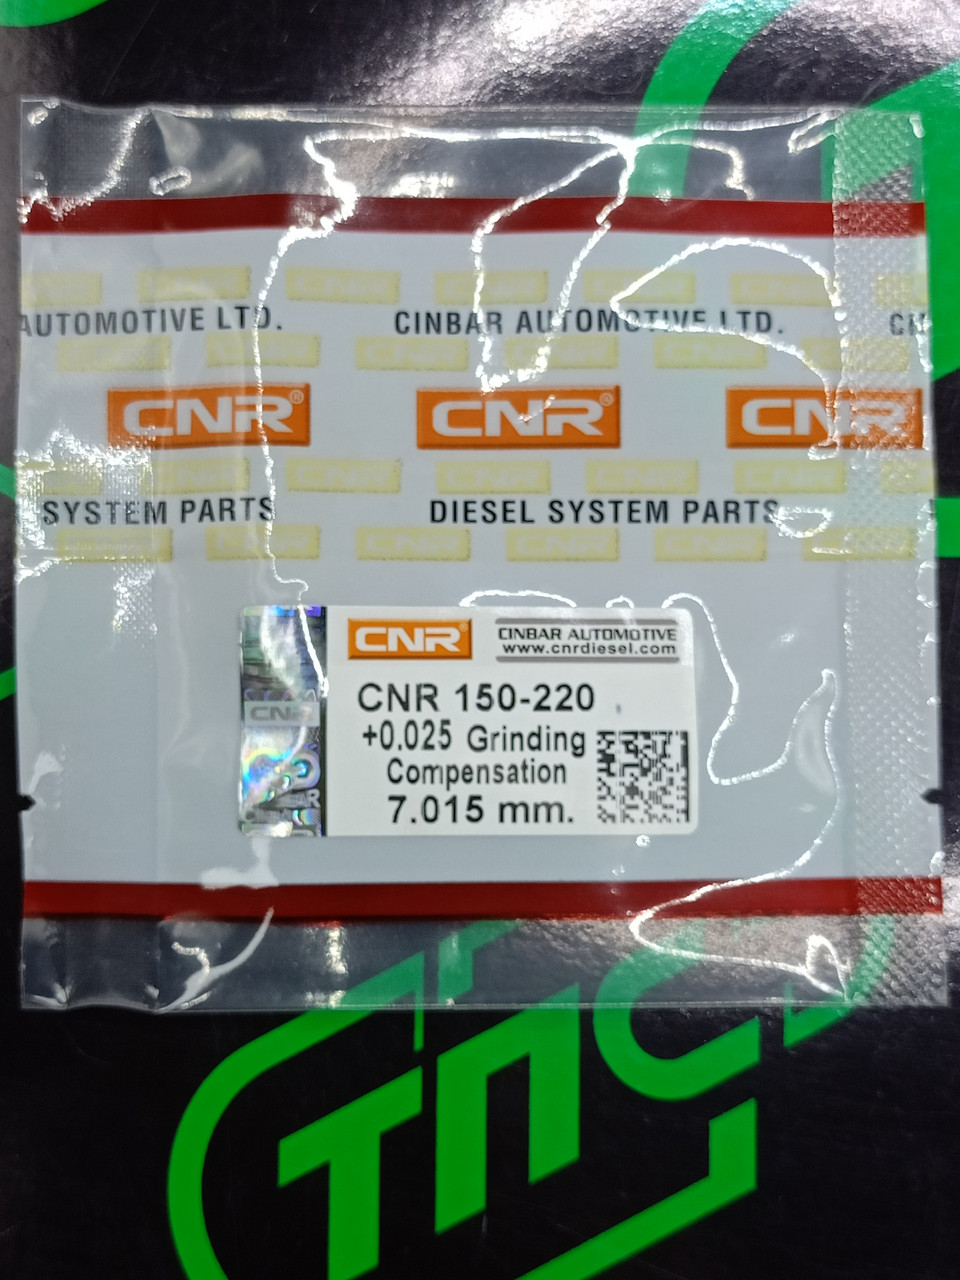 AUTOMOTIVE LTD. CINBAR AUTOMOTIVE LTD.
CNR® CNR® CNR
SYSTEM PARTS DIESEL SYSTEM PARTS
CNR CINBAR AUTOMOTIVE
www.cnrdiesel.com
CNR
CNR 150-220
+0.025 Grinding
Compensation
7.015 mm.